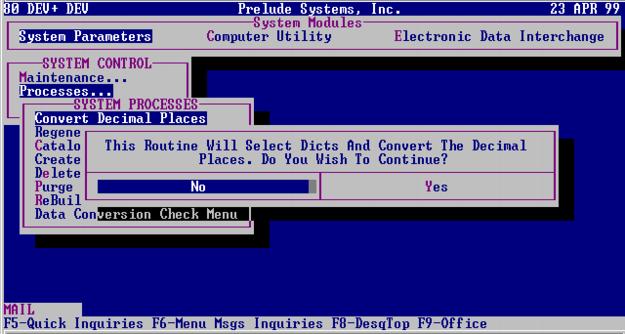 80 DEV+ DEV Prelude Systems, Inc. 23 APR 99
System Modules
System Parameters Computer Utility Electronic Data Interchange
SYSTEM CONTROL
Maintenance...
Processes...
SYSTEM PROCESSES
Convert Decimal Places
Regene
Catalo
Create
Delete
Purge
ReBuil
Data Conversion Check Menu
This Routine Will Select Dicts And Convert The Decimal
Places. Do You Wish To Continue?
No Yes
MAIL
F5-Quick Inquiries F6-Menu Msgs Inquiries F8-DesqTop F9-Office